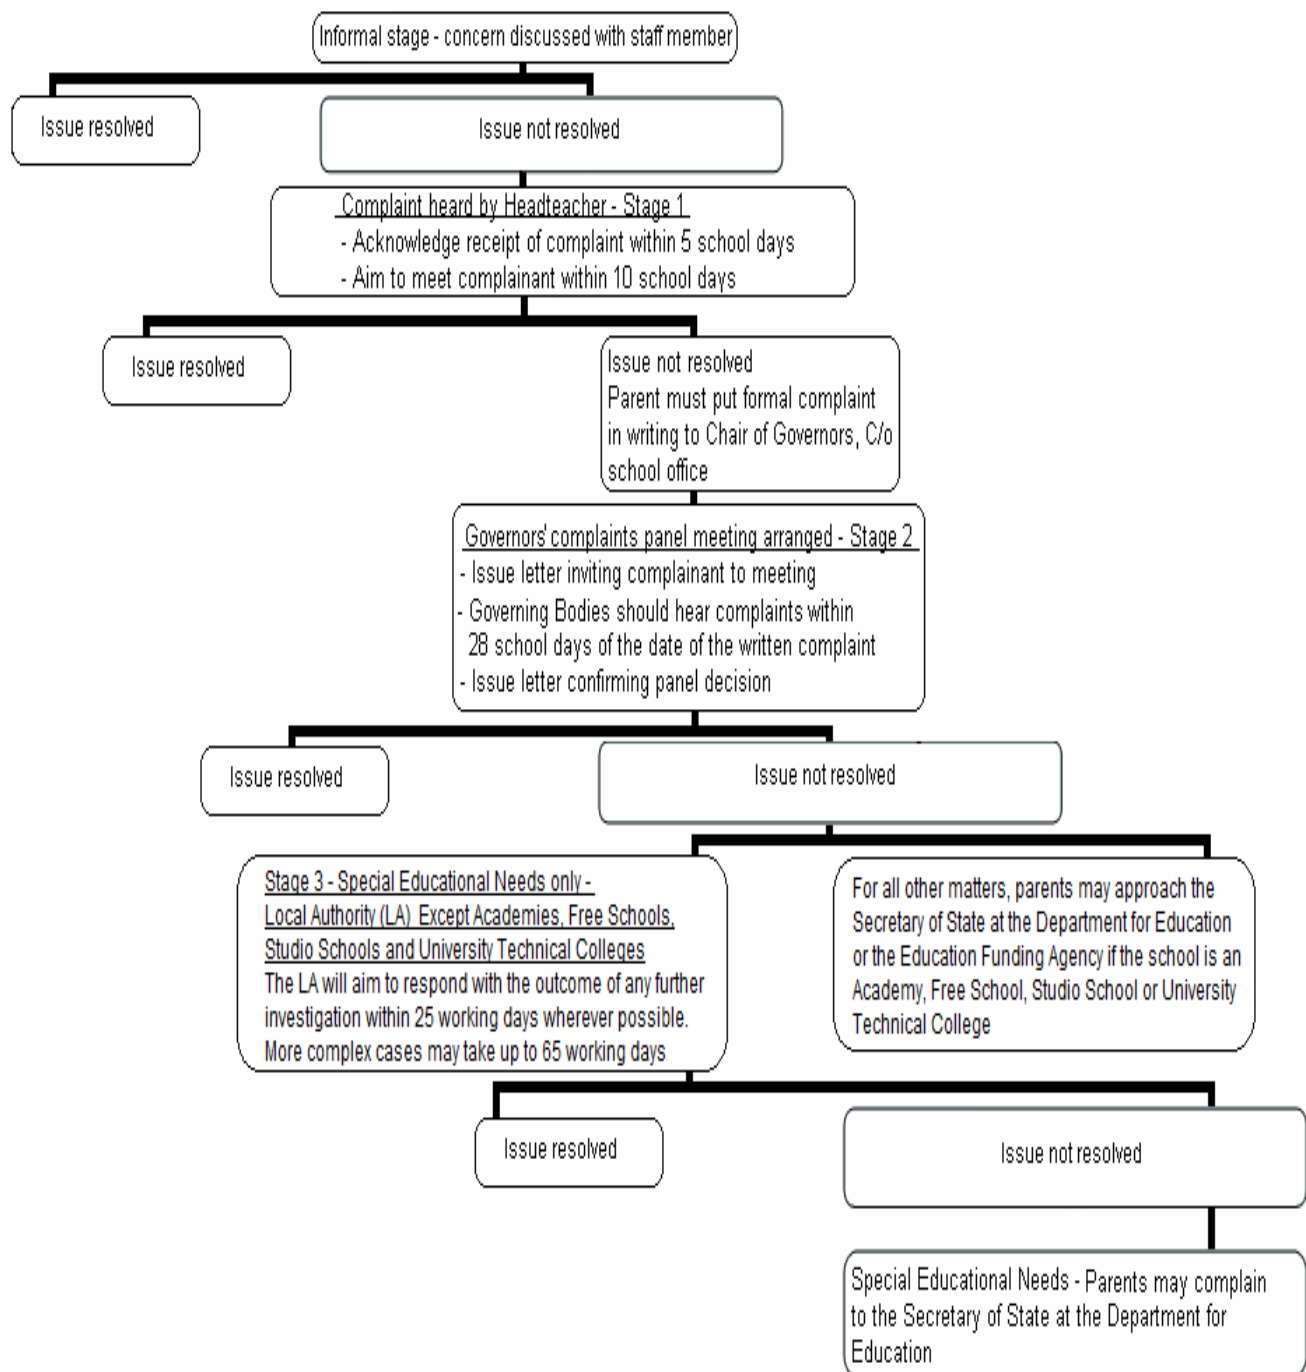 Informal stage - concern discussed with staff member
Issue resolved
Issue not resolved
Complaint heard by Headteacher - Stage 1
- Acknowledge receipt of complaint within 5 school days
- Aim to meet complainant within 10 school days
Issue resolved
Issue not resolved
Parent must put formal complaint
in writing to Chair of Governors, C/o
school office
Governors' complaints panel meeting arranged - Stage 2
- Issue letter inviting complainant to meeting
- Governing Bodies should hear complaints within
28 school days of the date of the written complaint
- Issue letter confirming panel decision
Issue resolved
Issue not resolved
Stage 3 - Special Educational Needs only -
Local Authority (LA) Except Academies, Free Schools,
Studio Schools and University Technical Colleges
The LA will aim to respond with the outcome of any further
investigation within 25 working days wherever possible.
More complex cases may take up to 65 working days
For all other matters, parents may approach the
Secretary of State at the Department for Education
or the Education Funding Agency if the school is an
Academy, Free School, Studio School or University
Technical College
Issue resolved
Issue not resolved
Special Educational Needs - Parents may complain
to the Secretary of State at the Department for
Education